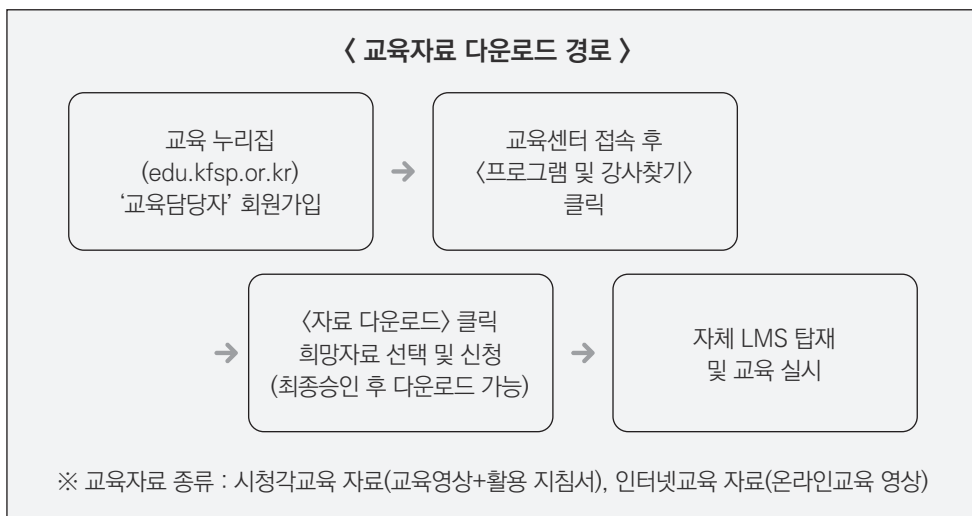 〈 교육자료 다운로드 경로 〉
교육 누리집
(edu.kfsp.or.kr)
‘교육담당자’ 회원가입
→
교육센터 접속 후
〈프로그램 및 강사찾기〉
클릭
→
〈자료 다운로드〉 클릭
희망자료 선택 및 신청
(최종승인 후 다운로드 가능)
→
자체 LMS 탑재
및 교육 실시
※ 교육자료 종류 : 시청각교육 자료(교육영상+활용 지침서), 인터넷교육 자료(온라인교육 영상)